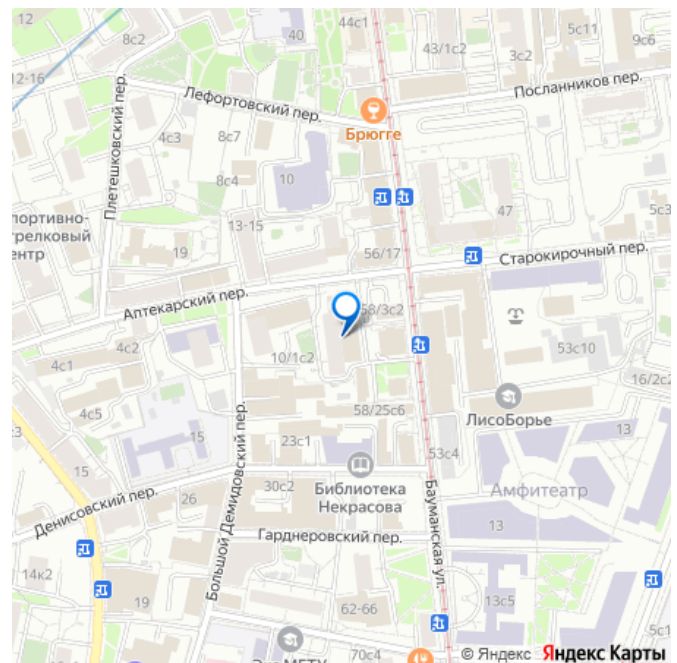 12
8с2
40
44с1
43/1с2
5с11
3с2
9с6
12-16
Посланников пер.
Лефортовский пер.
Брюгге
Плетешковский пер.
4с3
8с7
8с4
10
47
5с3
портивно-
трелковый
ентр
13-15
19
56/17
Старокирочный пер.
Аптекарский пер.
58/3с2
4с2
4с1
10/1с2
53с10
16/2с2
4с5
58/25с6
ЛисоБорье
15
23с1
53с4
13
15
Библиотека
Некрасова
Амфитеатр
Денисовский пер.
26
30с2
13
Большой Демидовский пер.
Гарднеровский пер.
Бауманская ул.
14к2
19
62-66
13с5
5с1
70с4
© Яндекс Яндекс Карты